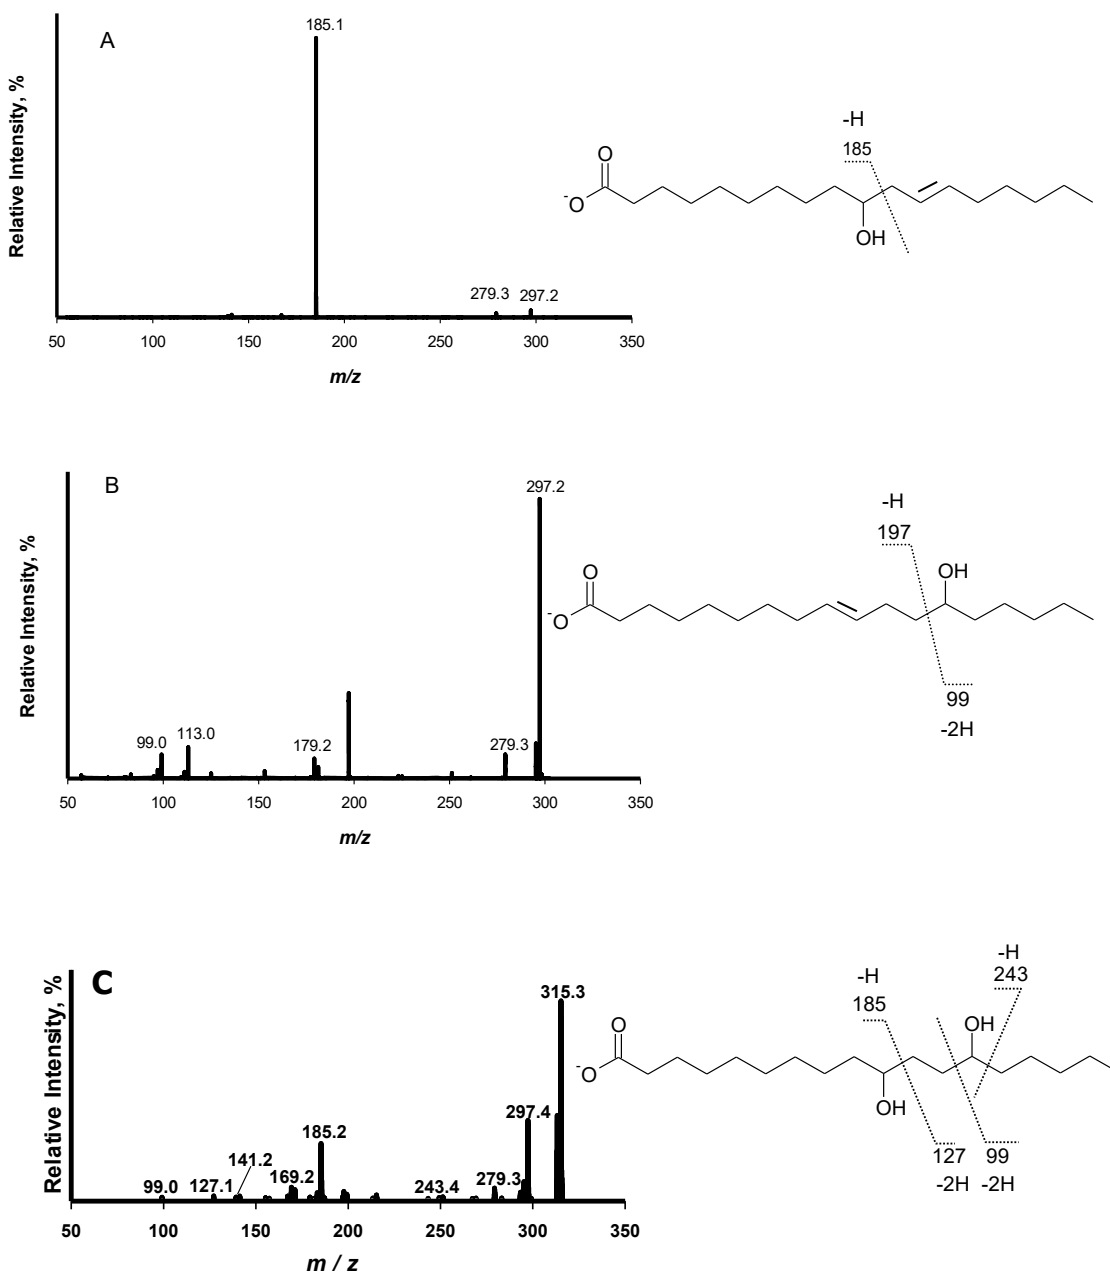 A
185.1
279.3
297.2
Relative Intensity, %
50 100 150 200 250 300 350
m/z
-H
185
O
-O
OH
B
297.2
99.0
113.0
179.2
279.3
Relative Intensity, %
50 100 150 200 250 300 350
m/z
-H
197
OH
O
-O
99
-2H
C
315.3
297.4
185.2
141.2
169.2
99.0
127.1
243.4
279.3
Relative Intensity, %
50 100 150 200 250 300 350
m / z
-H
243
-H
185
OH
O
-O
OH
127 99
-2H -2H